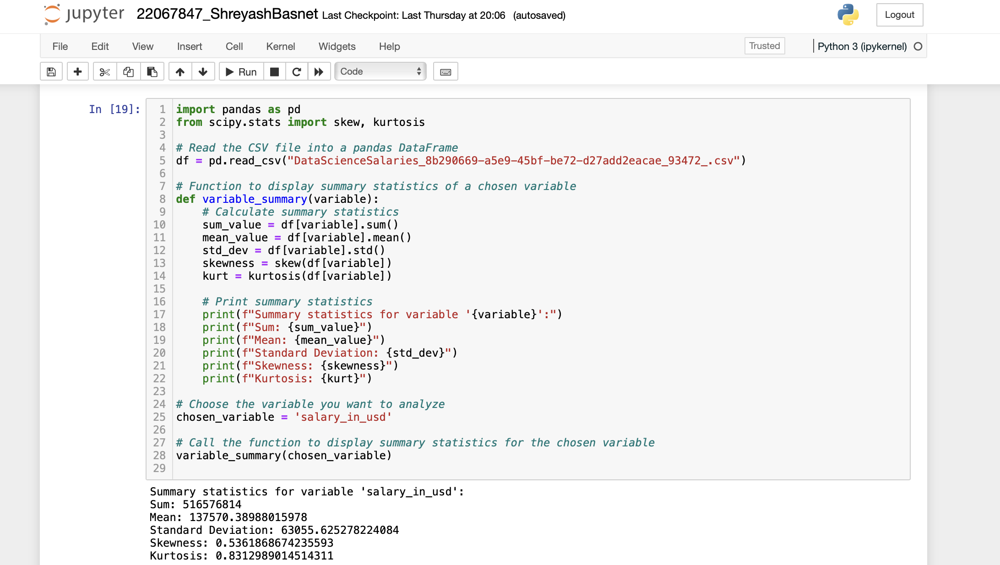 jupyter 22067847_ShreyashBasnet Last Checkpoint: Last Thursday at 20:06 (autosaved) Logout
File Edit View Insert Cell Kernel Widgets Help Trusted Python 3 (ipykernel)
Run Code
In [19]:
1 import pandas as pd
2 from scipy.stats import skew, kurtosis
3
4 # Read the CSV file into a pandas DataFrame
5 df = pd.read_csv("DataScienceSalaries_8b290669-a5e9-45bf-be72-d27add2eacae_93472_.csv")
6
7 # Function to display summary statistics of a chosen variable
8 def variable_summary(variable):
9     # Calculate summary statistics
10     sum_value = df[variable].sum()
11     mean_value = df[variable].mean()
12     std_dev = df[variable].std()
13     skewness = skew(df[variable])
14     kurt = kurtosis(df[variable])
15
16     # Print summary statistics
17     print(f"Summary statistics for variable '{variable}':")
18     print(f"Sum: {sum_value}")
19     print(f"Mean: {mean_value}")
20     print(f"Standard Deviation: {std_dev}")
21     print(f"Skewness: {skewness}")
22     print(f"Kurtosis: {kurt}")
23
24 # Choose the variable you want to analyze
25 chosen_variable = 'salary_in_usd'
26
27 # Call the function to display summary statistics for the chosen variable
28 variable_summary(chosen_variable)
29
Summary statistics for variable 'salary_in_usd':
Sum: 516576814
Mean: 137570.38988015978
Standard Deviation: 63055.625278224084
Skewness: 0.5361868674235593
Kurtosis: 0.8312989014514311